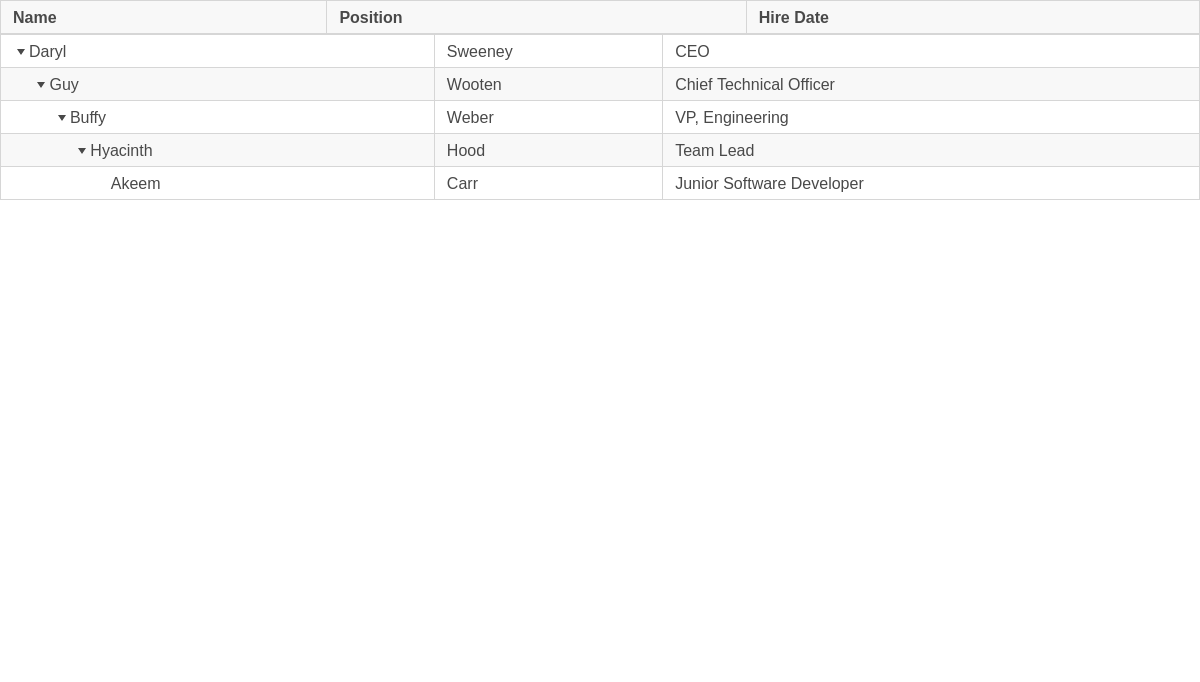 Name Position Hire Date
Daryl Sweeney CEO
Guy Wooten Chief Technical Officer
Buffy Weber VP, Engineering
Hyacinth Hood Team Lead
Akeem Carr Junior Software Developer